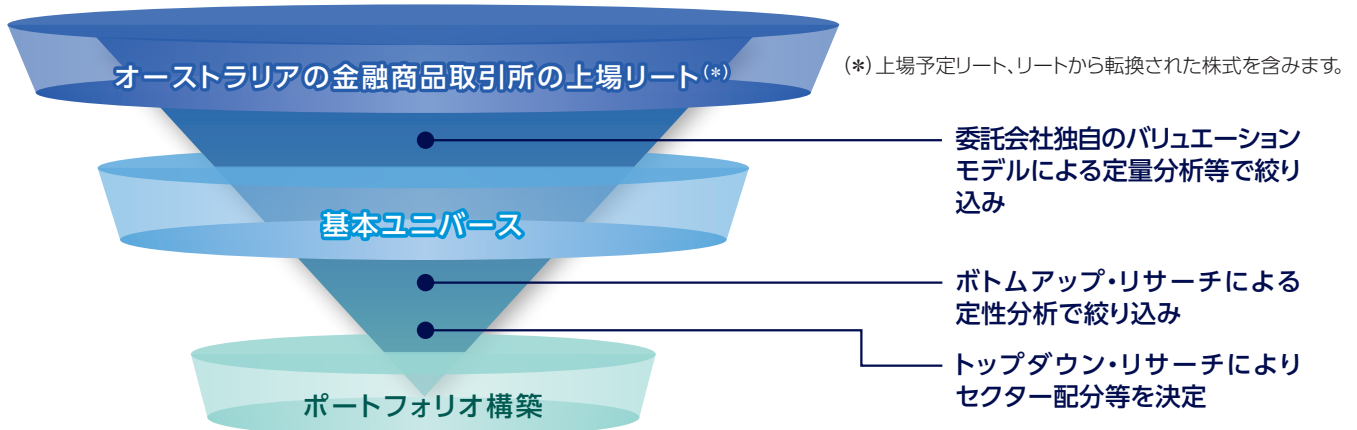 オーストラリアの金融商品取引所の上場リート(*)
(*)上場予定リート、リートから転換された株式を含みます。
委託会社独自のバリュエーション
モデルによる定量分析等で絞り
込み
基本ユニバース
ボトムアップ・リサーチによる
定性分析で絞り込み
トップダウン・リサーチにより
セクター配分等を決定
ポートフォリオ構築